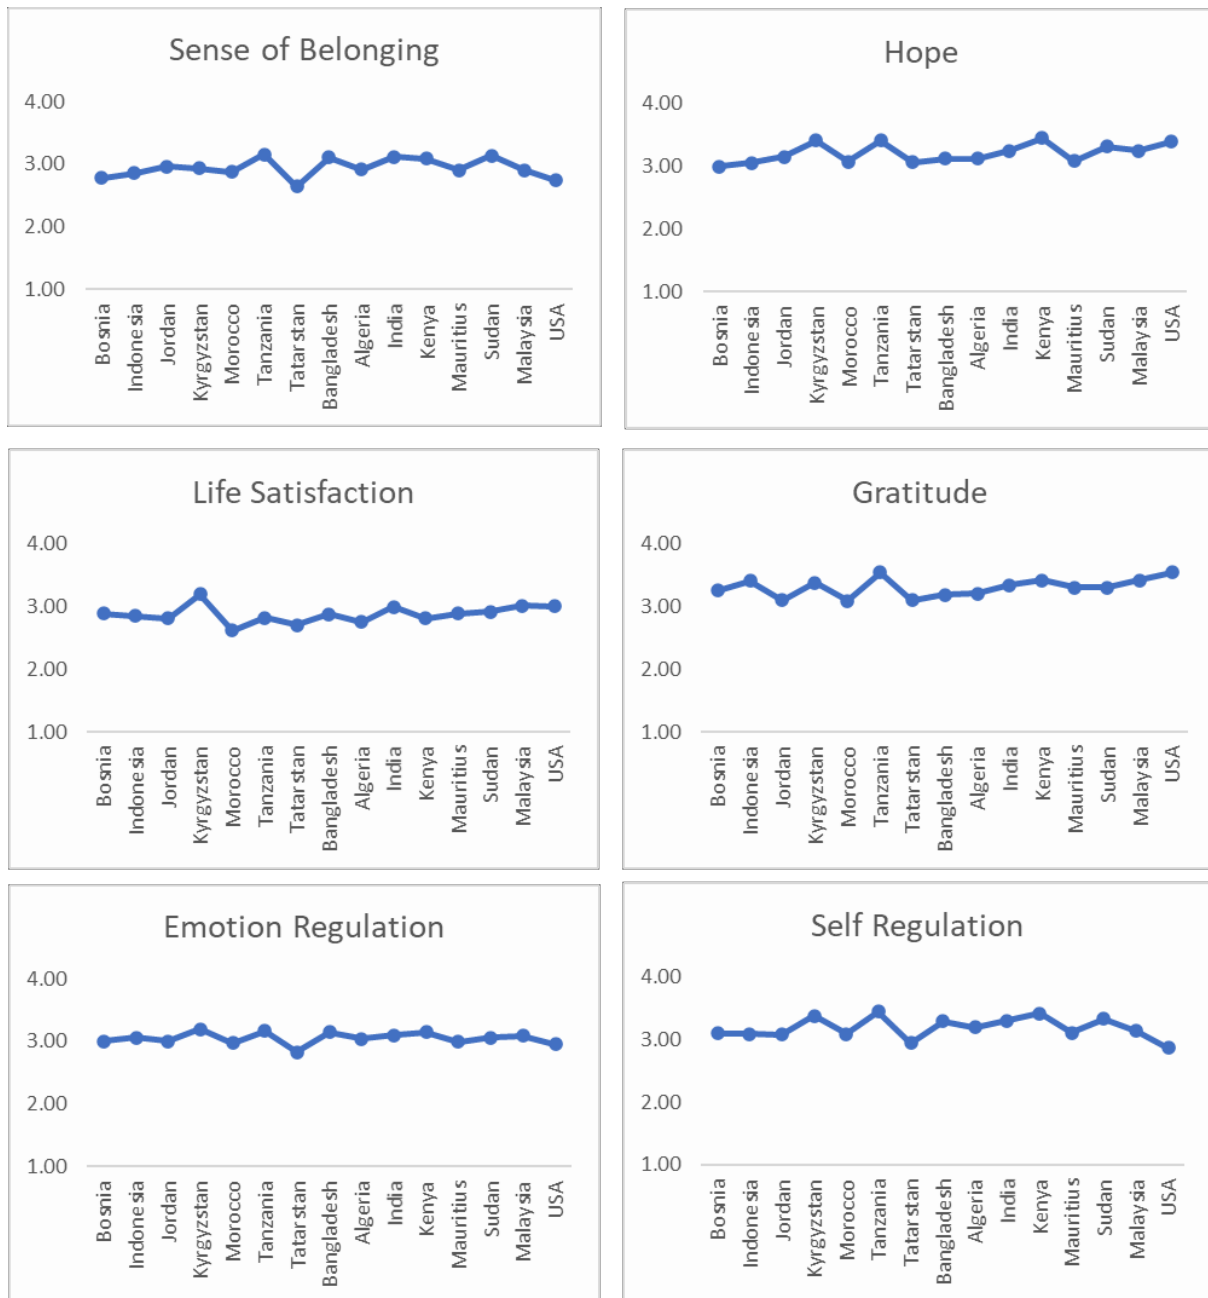 Sense of Belonging
4.00
3.00
2.00
1.00
Bosnia
Indonesia
Jordan
Kyrgyzstan
Morocco
Tanzania
Tatarstan
Bangladesh
Algeria
India
Kenya
Mauritius
Sudan
Malaysia
USA
Hope
4.00
3.00
2.00
1.00
Bosnia
Indonesia
Jordan
Kyrgyzstan
Morocco
Tanzania
Tatarstan
Bangladesh
Algeria
India
Kenya
Mauritius
Sudan
Malaysia
USA
Life Satisfaction
4.00
3.00
2.00
1.00
Bosnia
Indonesia
Jordan
Kyrgyzstan
Morocco
Tanzania
Tatarstan
Bangladesh
Algeria
India
Kenya
Mauritius
Sudan
Malaysia
USA
Gratitude
4.00
3.00
2.00
1.00
Bosnia
Indonesia
Jordan
Kyrgyzstan
Morocco
Tanzania
Tatarstan
Bangladesh
Algeria
India
Kenya
Mauritius
Sudan
Malaysia
USA
Emotion Regulation
4.00
3.00
2.00
1.00
Bosnia
Indonesia
Jordan
Kyrgyzstan
Morocco
Tanzania
Tatarstan
Bangladesh
Algeria
India
Kenya
Mauritius
Sudan
Malaysia
USA
Self Regulation
4.00
3.00
2.00
1.00
Bosnia
Indonesia
Jordan
Kyrgyzstan
Morocco
Tanzania
Tatarstan
Bangladesh
Algeria
India
Kenya
Mauritius
Sudan
Malaysia
USA